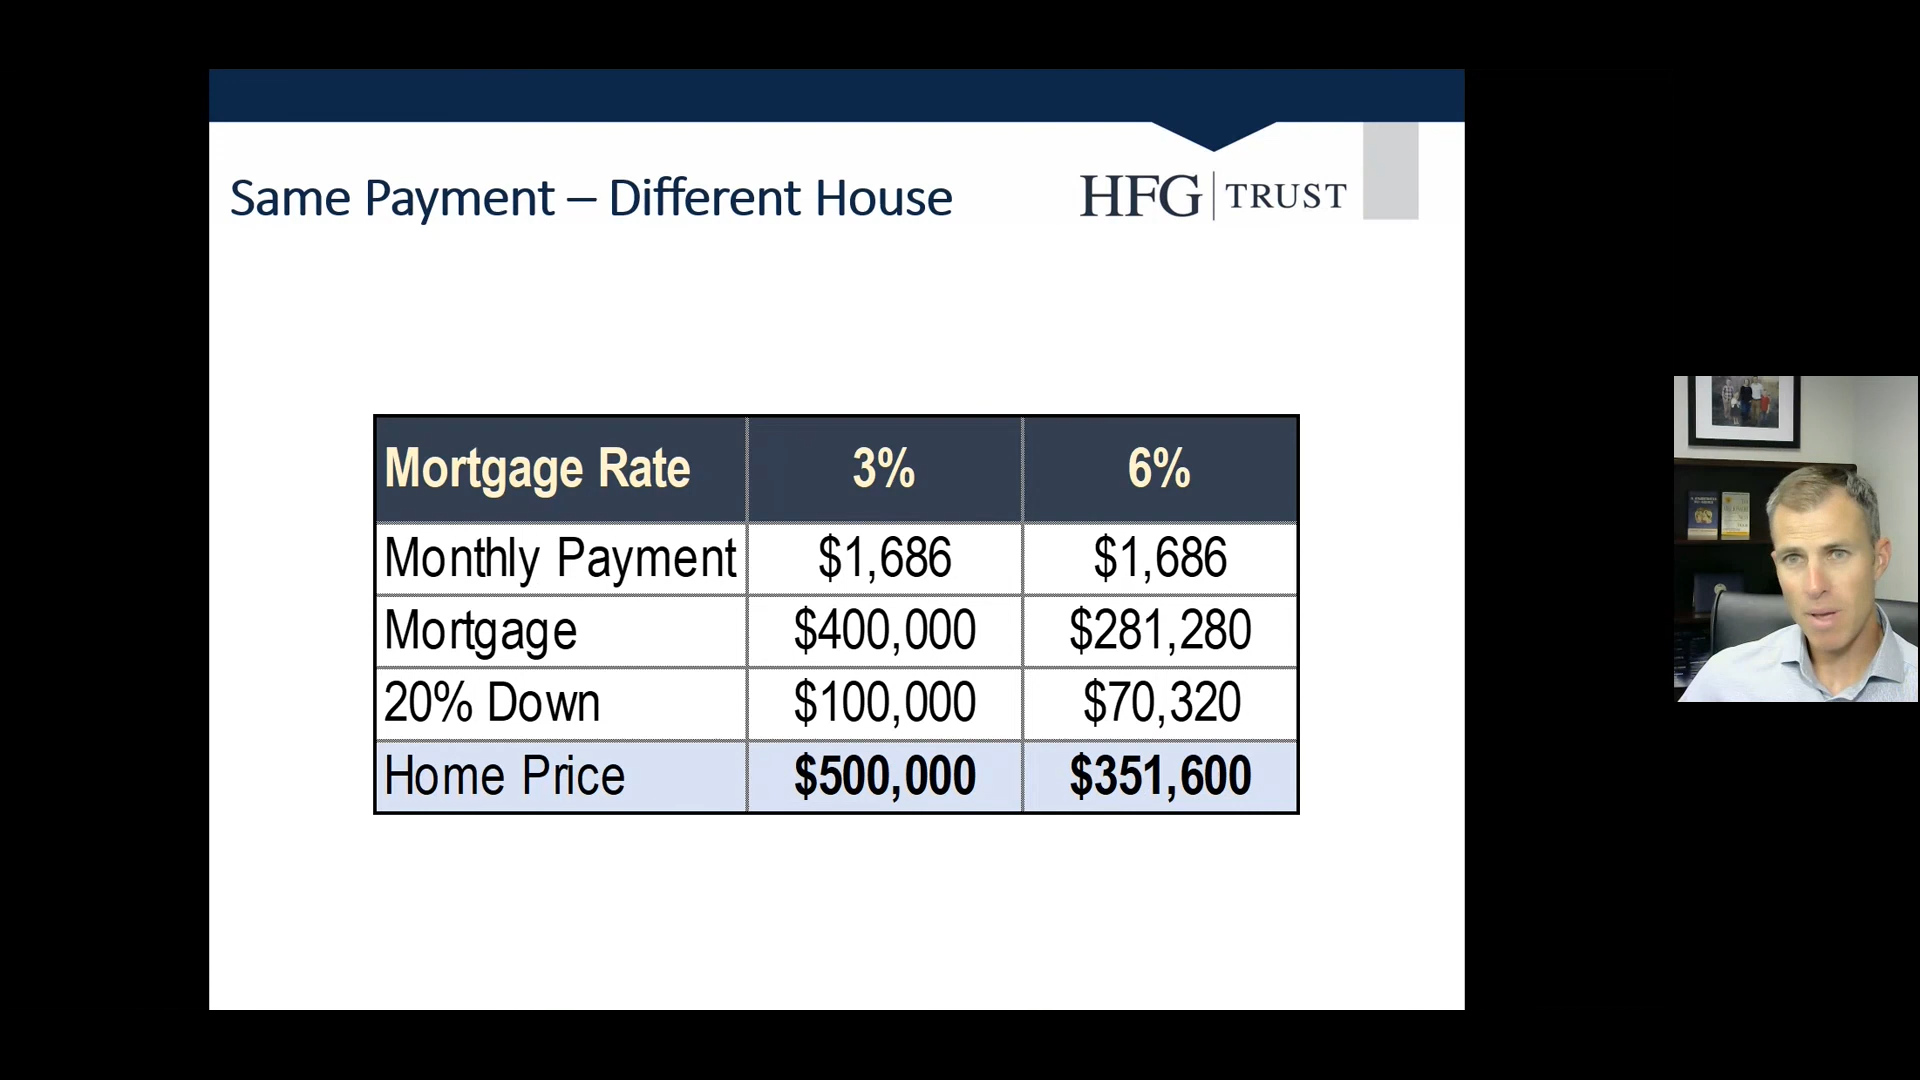 Same Payment – Different House
HFG TRUST
Mortgage Rate 3% 6%
Monthly Payment $1,686 $1,686
Mortgage $400,000 $281,280
20% Down $100,000 $70,320
Home Price $500,000 $351,600